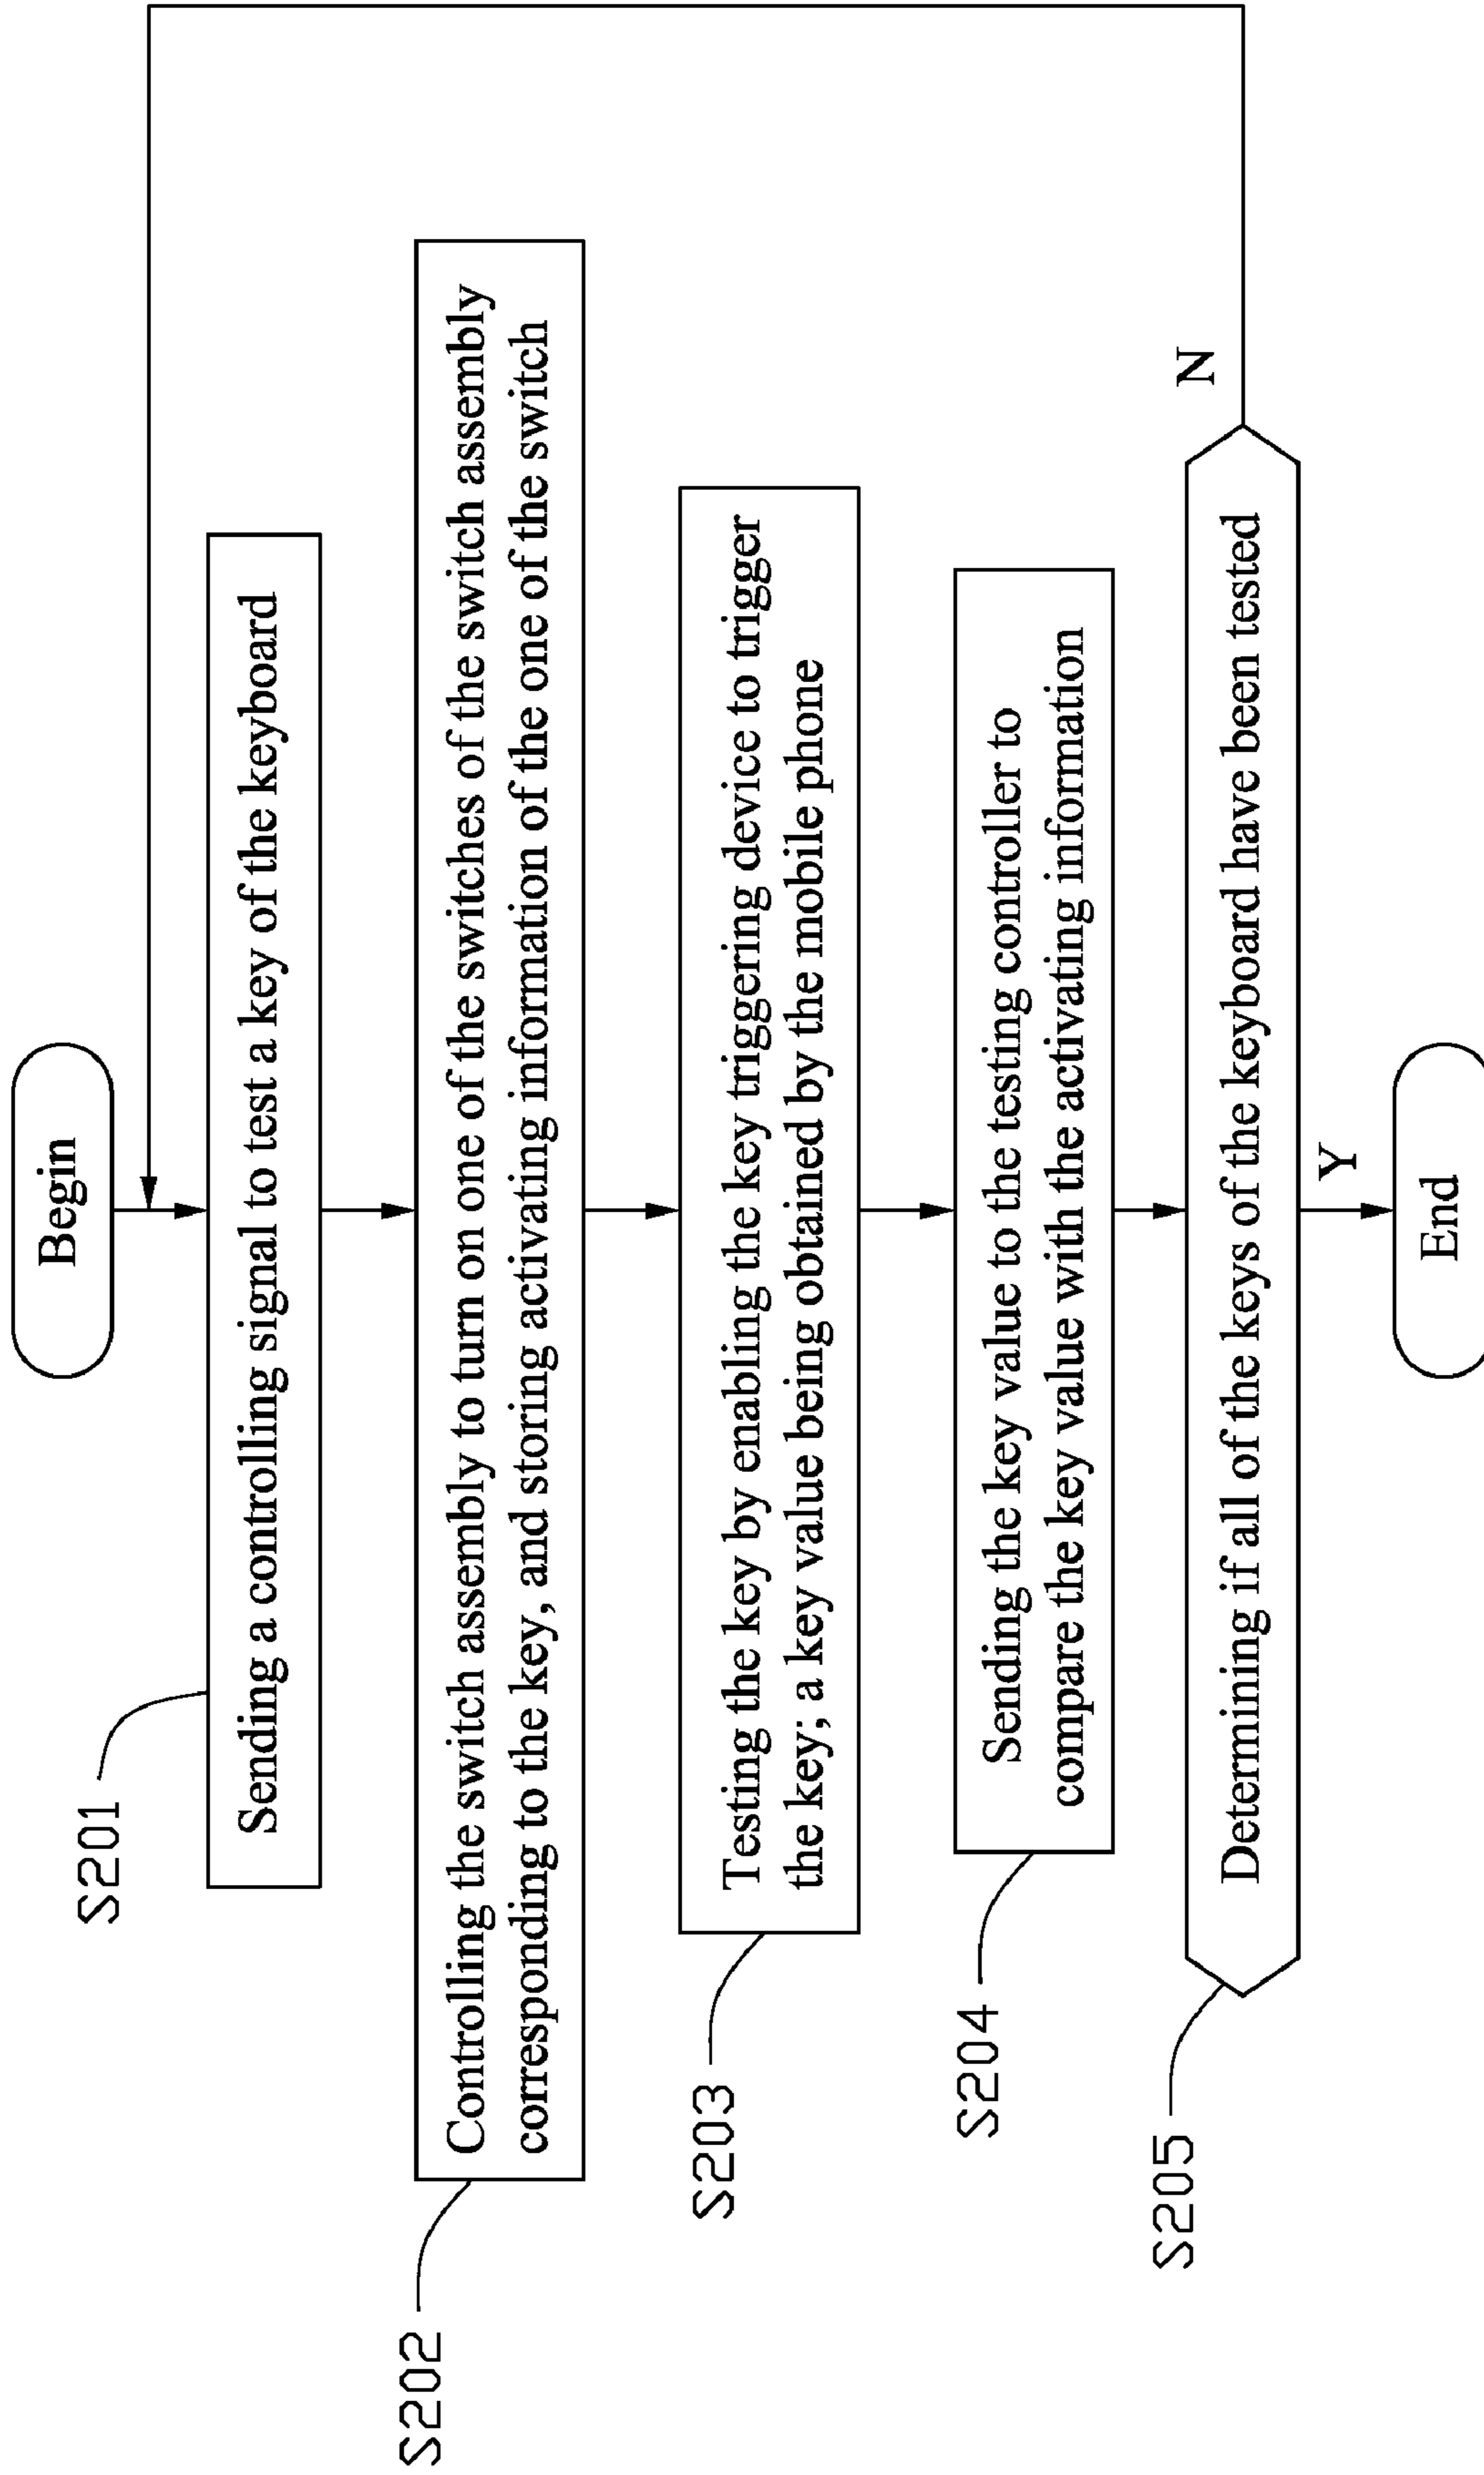 Begin
S201
Sending a controlling signal to test a key of the keyboard
S202
Controlling the switch assembly to turn on one of the switches of the switch assembly
corresponding to the key, and storing activating information of the one of the switch
S203
Testing the key by enabling the key triggering device to trigger
the key; a key value being obtained by the mobile phone
S204
Sending the key value to the testing controller to
compare the key value with the activating information
S205
Determining if all of the keys of the keyboard have been tested
N
Y
End